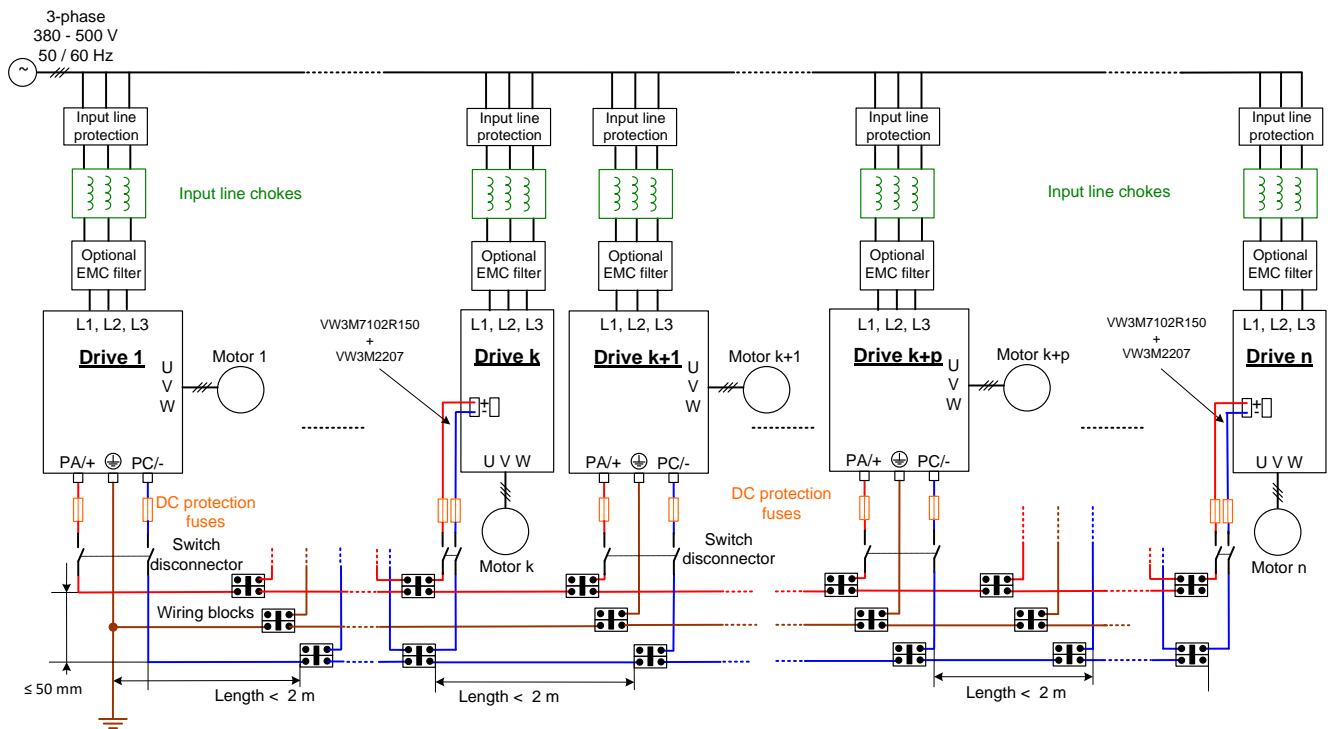 3-phase
380 - 500 V
50 / 60 Hz
~
Input line
protection
Input line
protection
Input line
protection
Input line
protection
Input line
protection
Input line chokes
Input line chokes
Optional
EMC filter
Optional
EMC filter
Optional
EMC filter
Optional
EMC filter
Optional
EMC filter
L1, L2, L3
Drive 1
U
V
W
Motor 1
PA/+
PC/-
VW3M7102R150
+
VW3M2207
L1, L2, L3
Drive k
+
-
U V W
Motor k
L1, L2, L3
Drive k+1
U
V
W
Motor k+1
PA/+
PC/-
L1, L2, L3
Drive k+p
U
V
W
Motor k+p
PA/+
PC/-
VW3M7102R150
+
VW3M2207
L1, L2, L3
Drive n
+
-
U V W
Motor n
DC protection
fuses
DC protection
fuses
Switch
disconnector
Switch
disconnector
Wiring blocks
≤ 50 mm
Length < 2 m
Length < 2 m
Length < 2 m